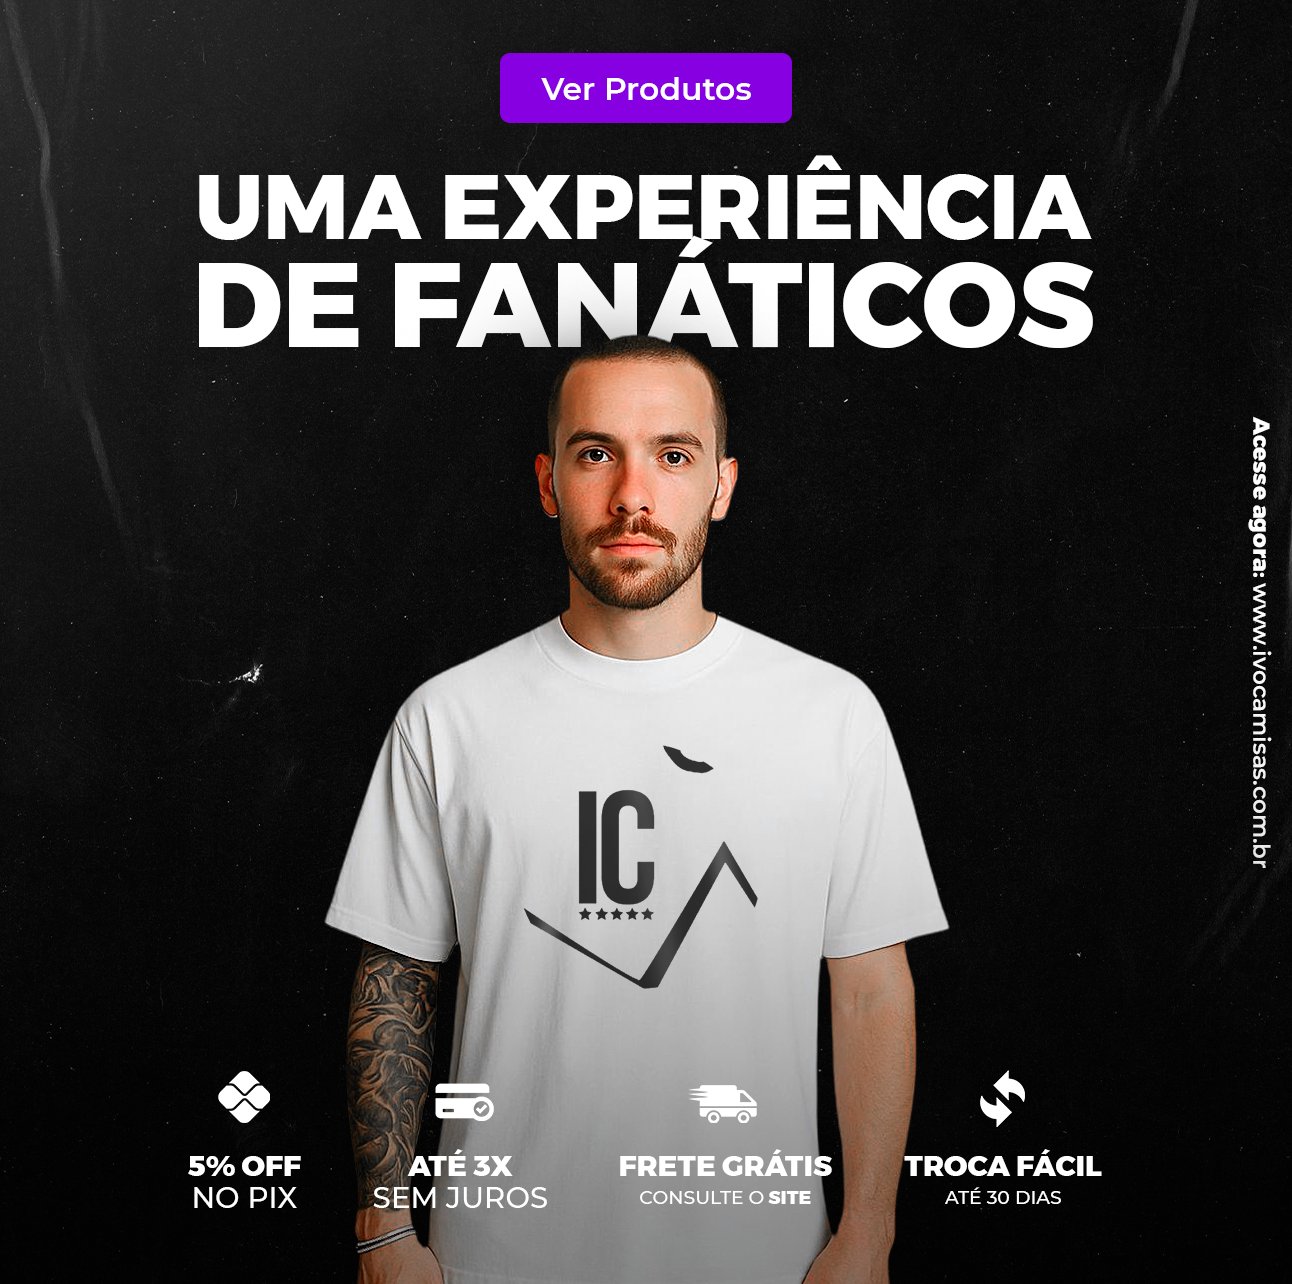 Ver Produtos
UMA EXPERIÊNCIA
DE FANÁTICOS
Acesse agora: www.ivocamisas.com.br
IC
5% OFF
NO PIX
ATÉ 3X
SEM JUROS
FRETE GRÁTIS
CONSULTE O SITE
TROCA FÁCIL
ATÉ 30 DIAS